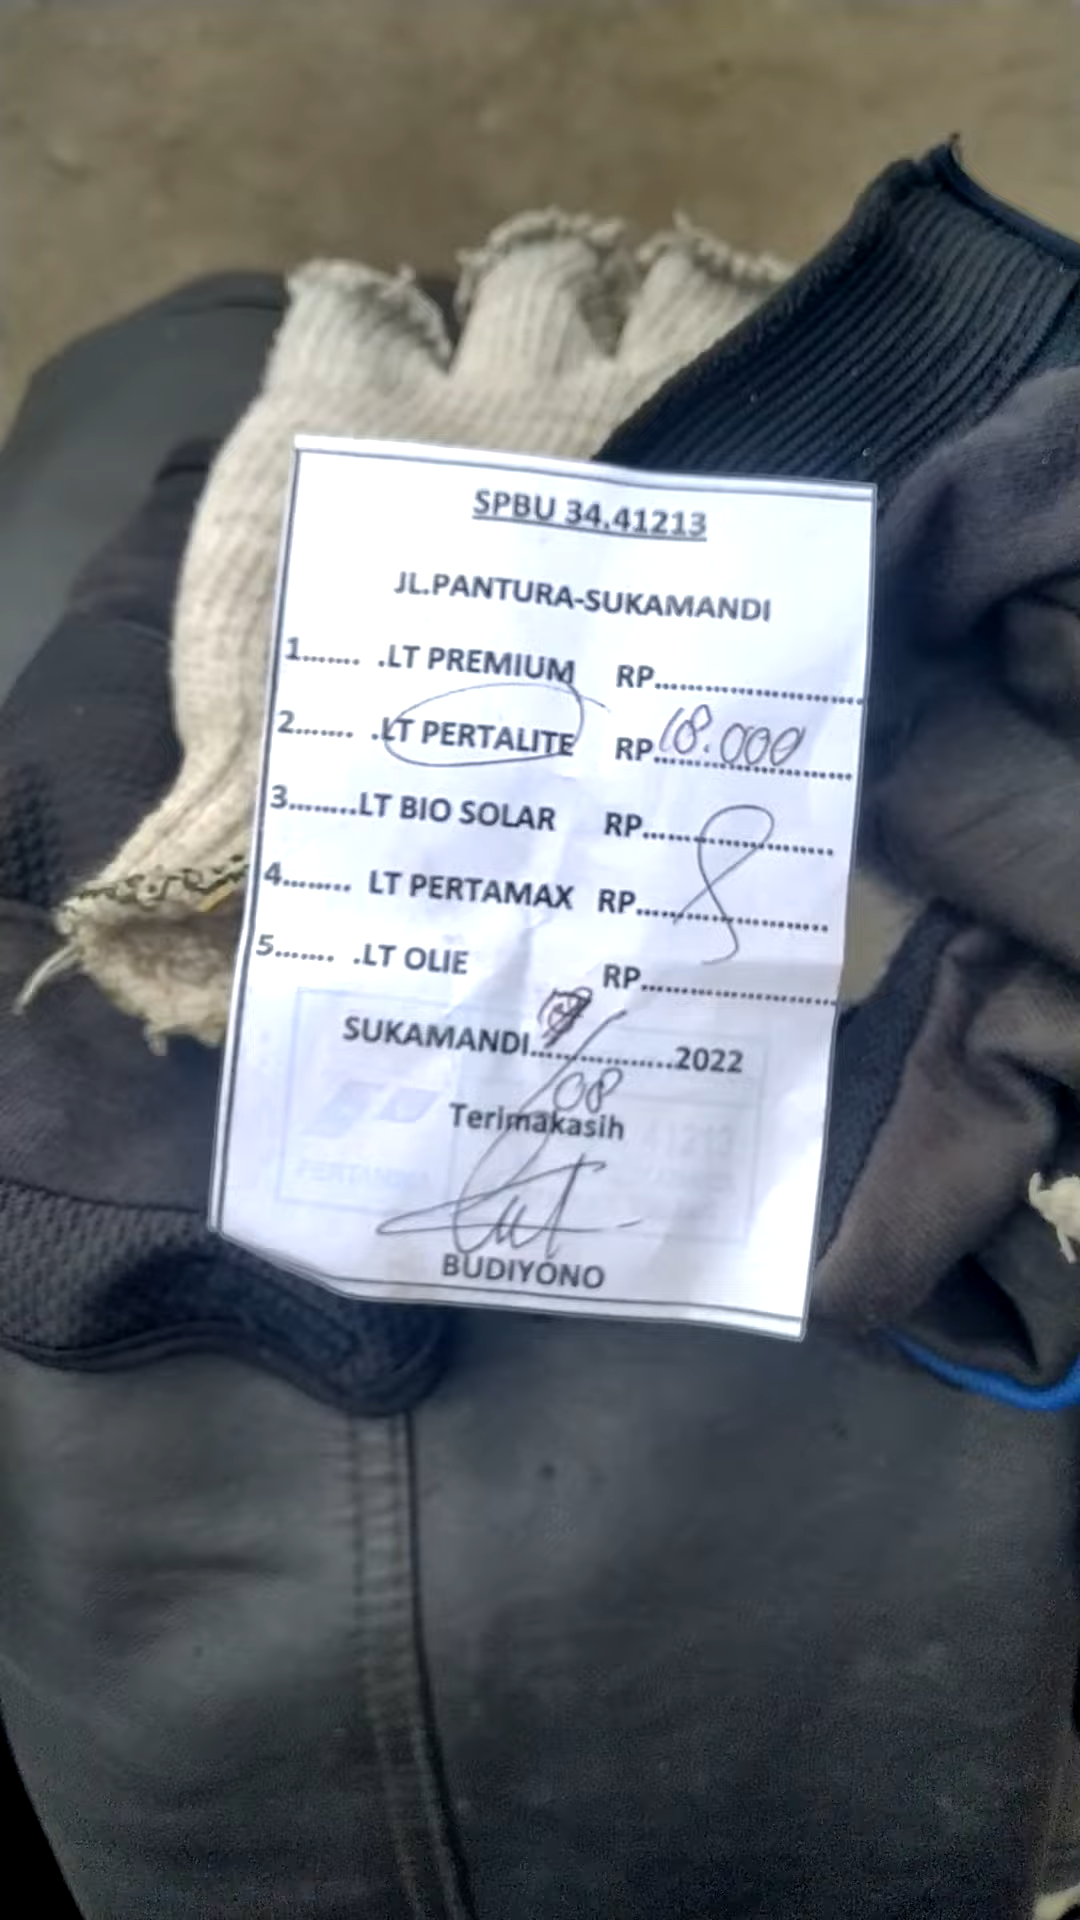 SPBU 34.41213
JL.PANTURA-SUKAMANDI
1....... .LT PREMIUM RP.........................
2....... .LT PERTALITE RP 18.000
3........LT BIO SOLAR RP.......................
4........ LT PERTAMAX RP.......................
5....... .LT OLIE RP.......................
SUKAMANDI.................2022
08
Terimakasih
BUDIYONO